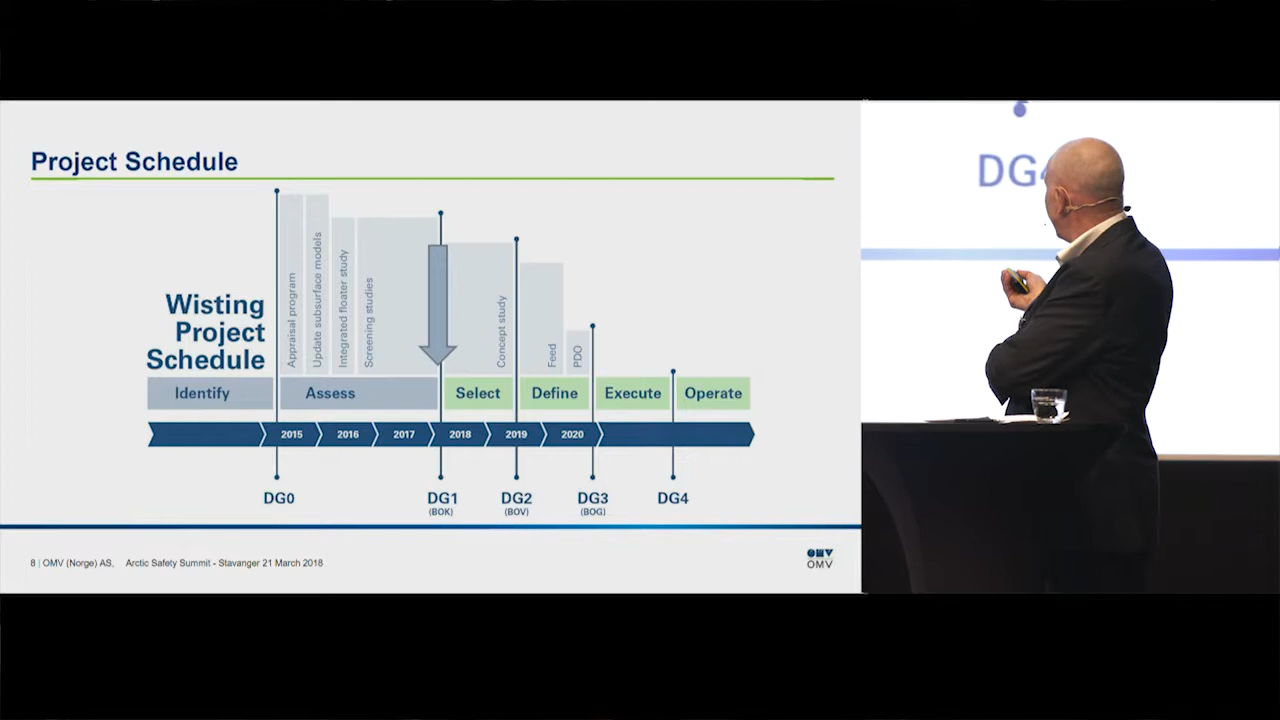 Project Schedule
Wisting
Project
Schedule
Appraisal program
Update subsurface models
Integrated floater study
Screening studies
Concept study
Feed
PDO
Identify
Assess
Select
Define
Execute
Operate
2015
2016
2017
2018
2019
2020
DG0
DG1
(BOK)
DG2
(BOV)
DG3
(BOG)
DG4
8 | OMV (Norge) AS, Arctic Safety Summit - Stavanger 21 March 2018
OMV
OMV
DG4